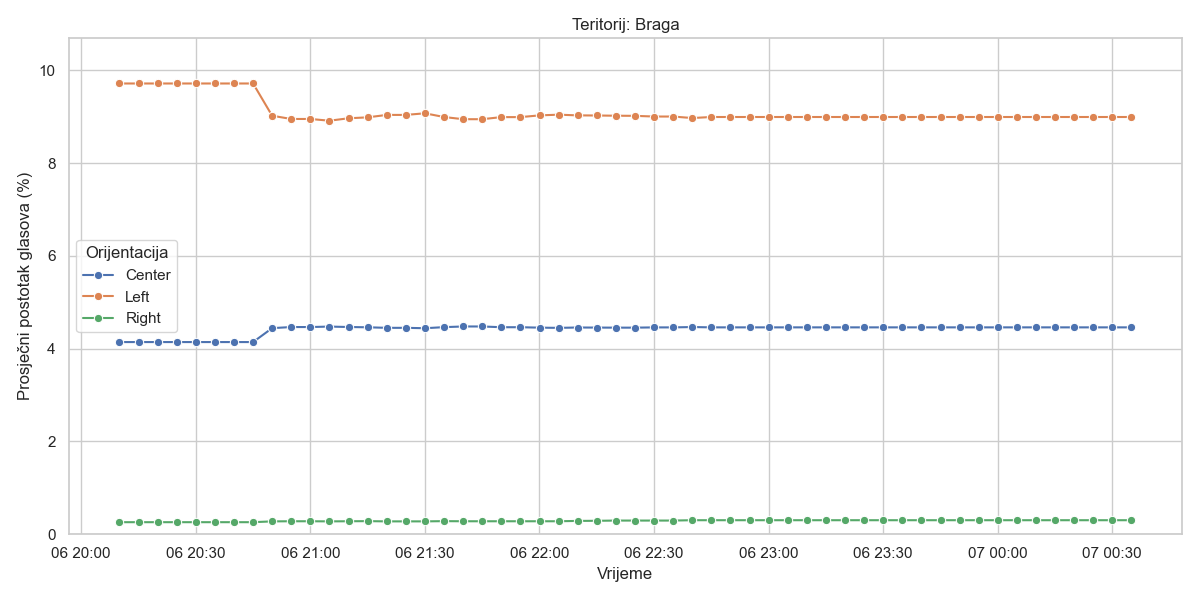 Teritorij: Braga
Prosječni postotak glasova (%)
10
8
6
4
2
0
Orijentacija
Center
Left
Right
06 20:00 06 20:30 06 21:00 06 21:30 06 22:00 06 22:30 06 23:00 06 23:30 07 00:00 07 00:30
Vrijeme